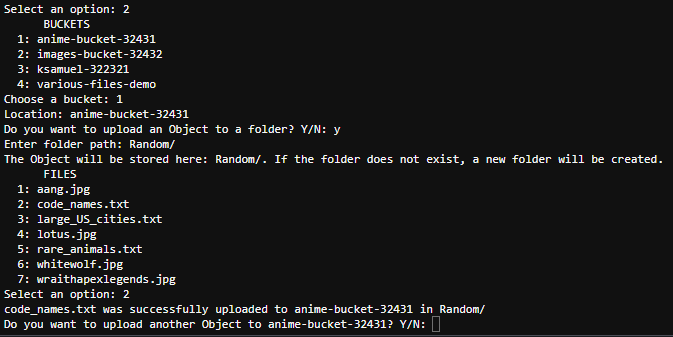 Select an option: 2
BUCKETS
1: anime-bucket-32431
2: images-bucket-32432
3: ksamuel-322321
4: various-files-demo
Choose a bucket: 1
Location: anime-bucket-32431
Do you want to upload an Object to a folder? Y/N: y
Enter folder path: Random/
The Object will be stored here: Random/. If the folder does not exist, a new folder will be created.
FILES
1: aang.jpg
2: code_names.txt
3: large_US_cities.txt
4: lotus.jpg
5: rare_animals.txt
6: whitewolf.jpg
7: wraithapexlegends.jpg
Select an option: 2
code_names.txt was successfully uploaded to anime-bucket-32431 in Random/
Do you want to upload another Object to anime-bucket-32431? Y/N: